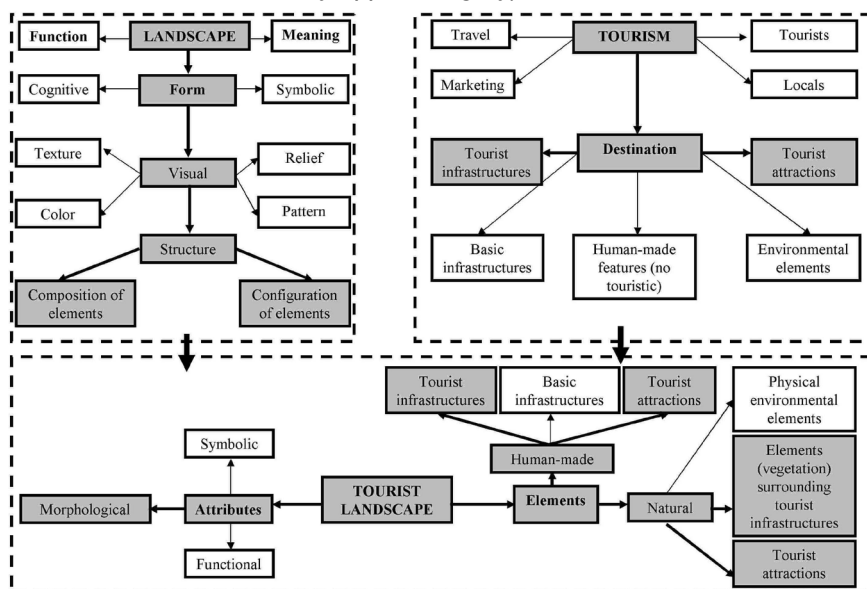 Function
LANDSCAPE
Meaning
Cognitive
Form
Symbolic
Texture
Visual
Relief
Color
Pattern
Structure
Composition of
elements
Configuration
of elements
Travel
TOURISM
Tourists
Marketing
Locals
Tourist
infrastructures
Destination
Tourist
attractions
Basic
infrastructures
Human-made
features (no
touristic)
Environmental
elements
Tourist
infrastructures
Basic
infrastructures
Tourist
attractions
Physical
environmental
elements
Symbolic
Human-made
Elements
(vegetation)
surrounding
tourist
infrastructures
Morphological
Attributes
TOURIST
LANDSCAPE
Elements
Natural
Functional
Tourist
attractions